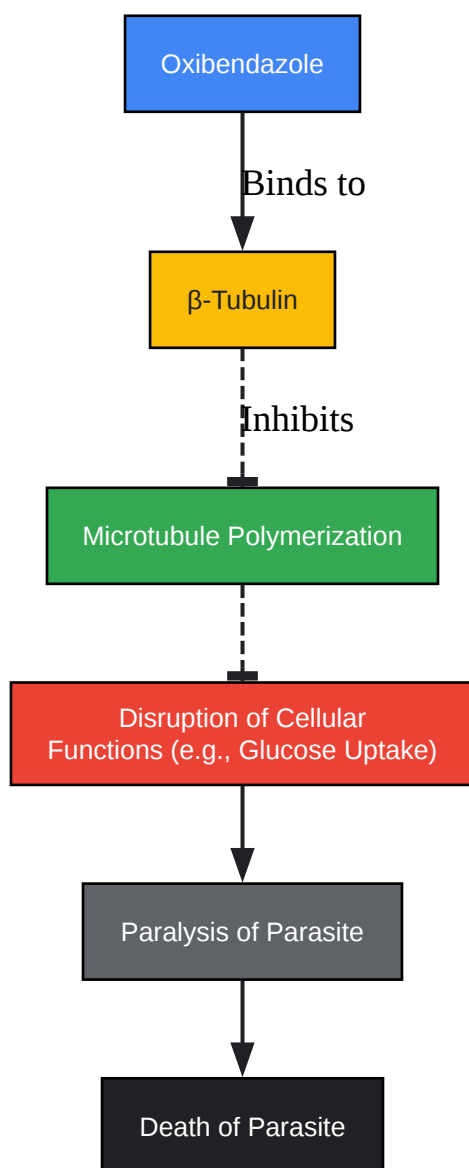 Oxibendazole
Binds to
β-Tubulin
Inhibits
Microtubule Polymerization
Disruption of Cellular
Functions (e.g., Glucose Uptake)
Paralysis of Parasite
Death of Parasite